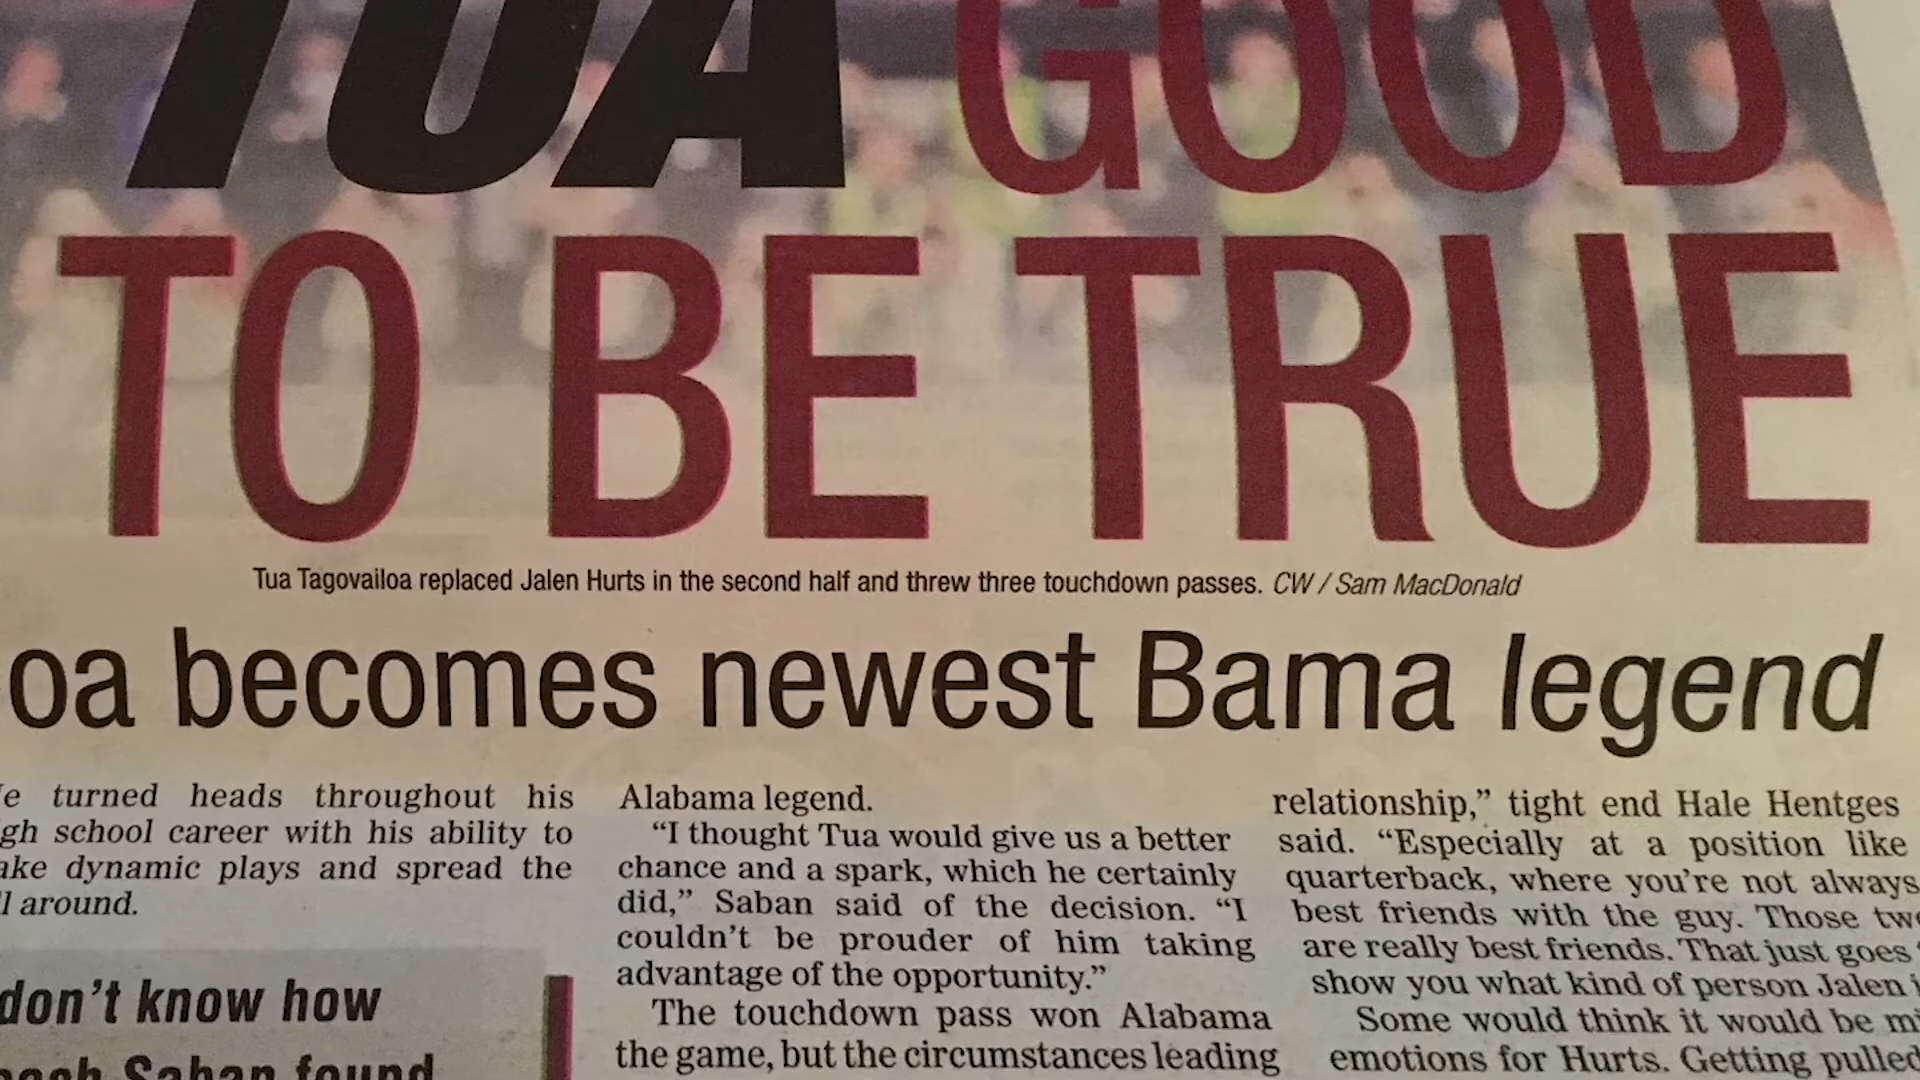 TUA GOOD
TO BE TRUE
Tua Tagovailoa replaced Jalen Hurts in the second half and threw three touchdown passes. CW / Sam MacDonald
oa becomes newest Bama legend
e turned heads throughout his
gh school career with his ability to
ake dynamic plays and spread the
l around.
don't know how
Saban found
Alabama legend.
“I thought Tua would give us a better
chance and a spark, which he certainly
did,” Saban said of the decision. “I
couldn't be prouder of him taking
advantage of the opportunity.”
The touchdown pass won Alabama
the game, but the circumstances leading
relationship,” tight end Hale Hentges
said. “Especially at a position like
quarterback, where you're not always
best friends with the guy. Those tw
are really best friends. That just goes
show you what kind of person Jalen i
Some would think it would be mi
emotions for Hurts. Getting pulled